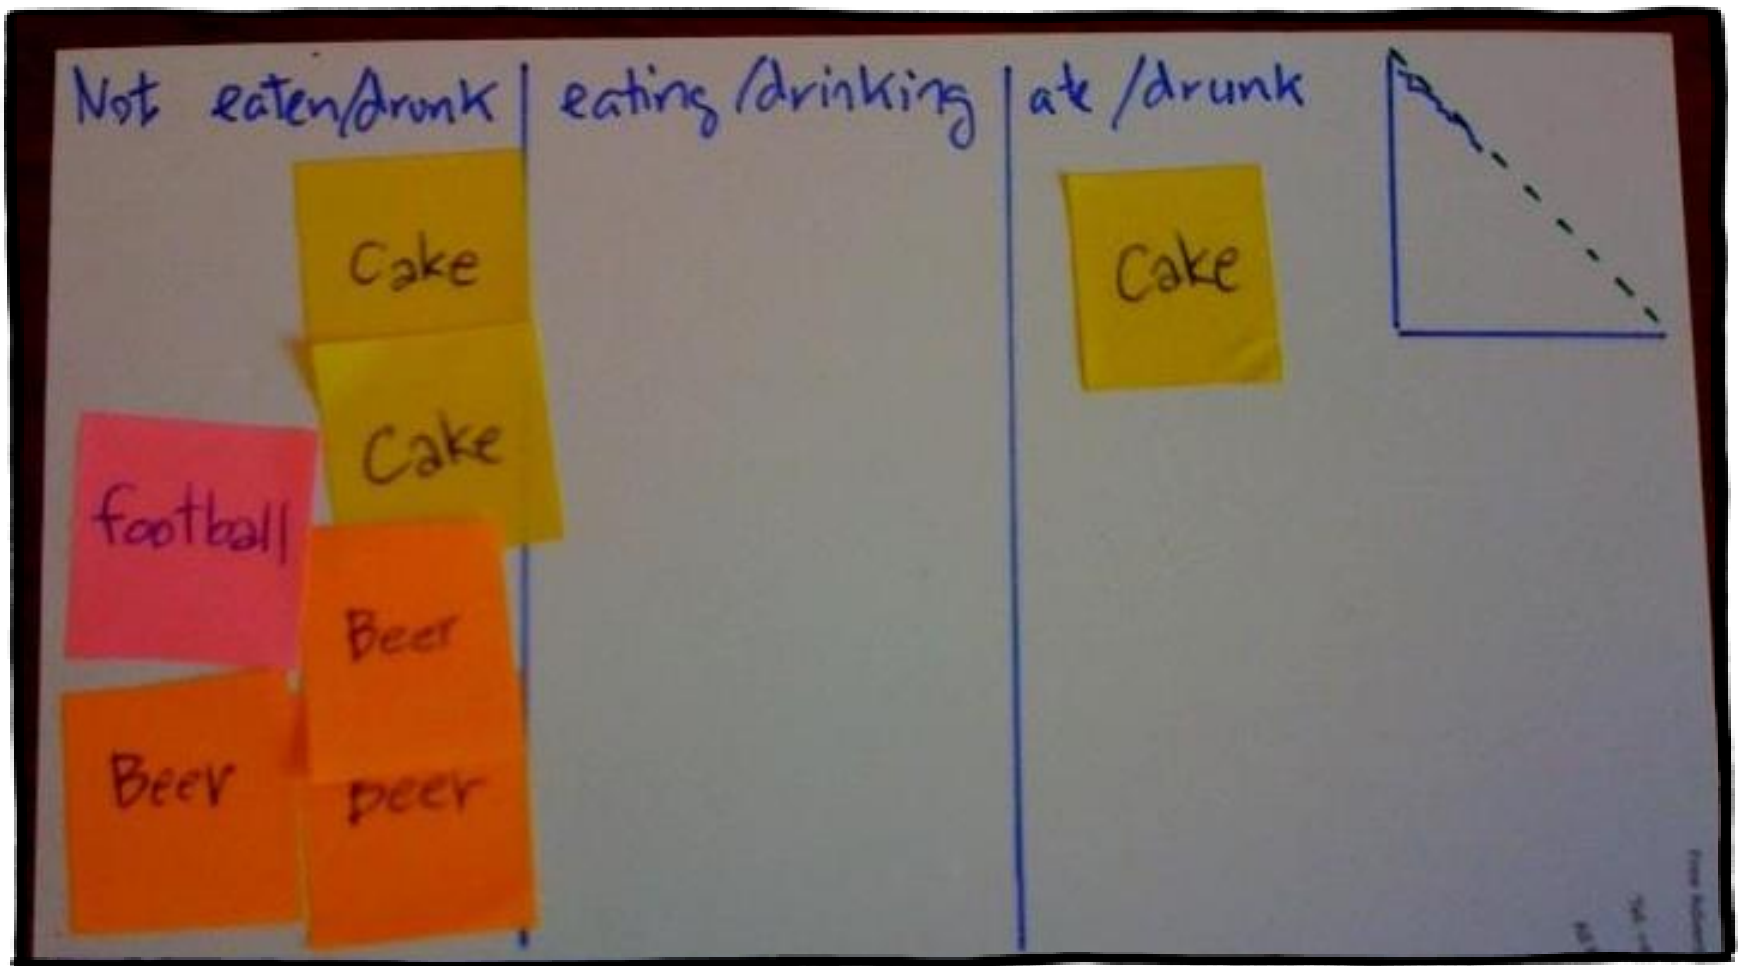 Not eaten/drunk
eating/drinking
ate/drunk
Cake
Cake
Cake
football
Beer
Beer
Beer